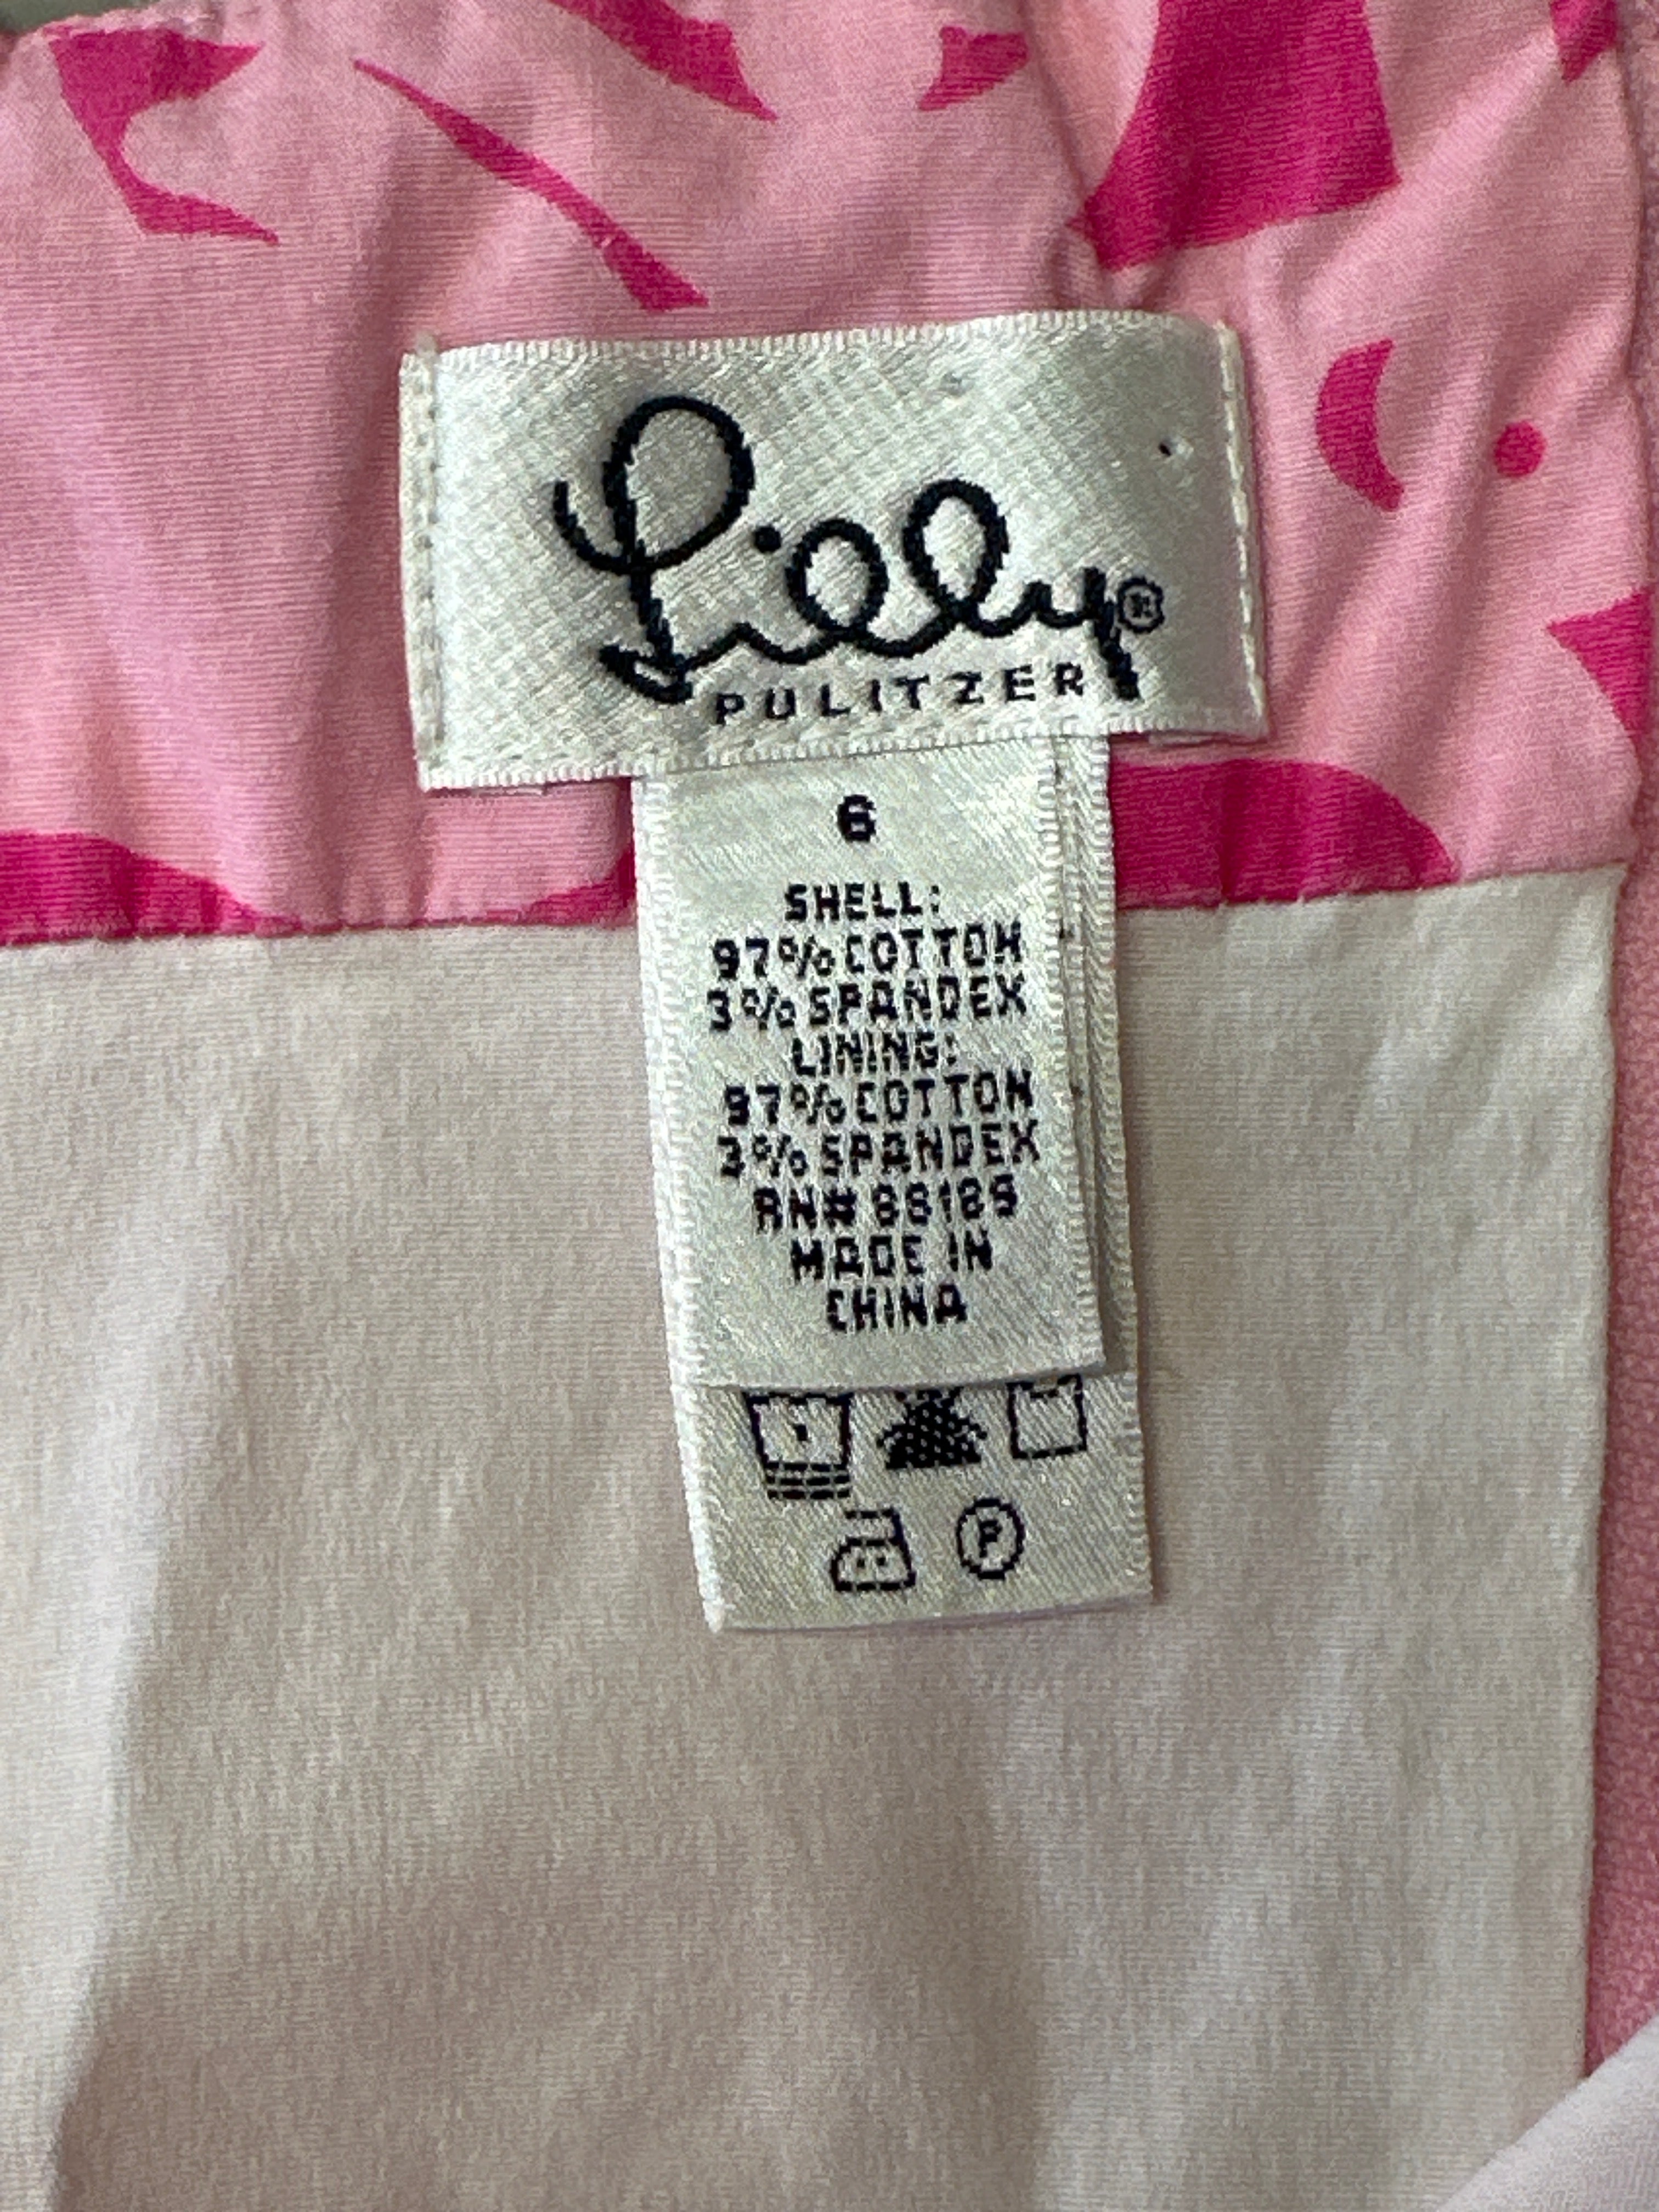 Lilly®
PULITZER
6
SHELL:
97% COTTON
3% SPANDEX
LINING:
97% COTTON
3% SPANDEX
RN# 88189
MADE IN
CHINA
P